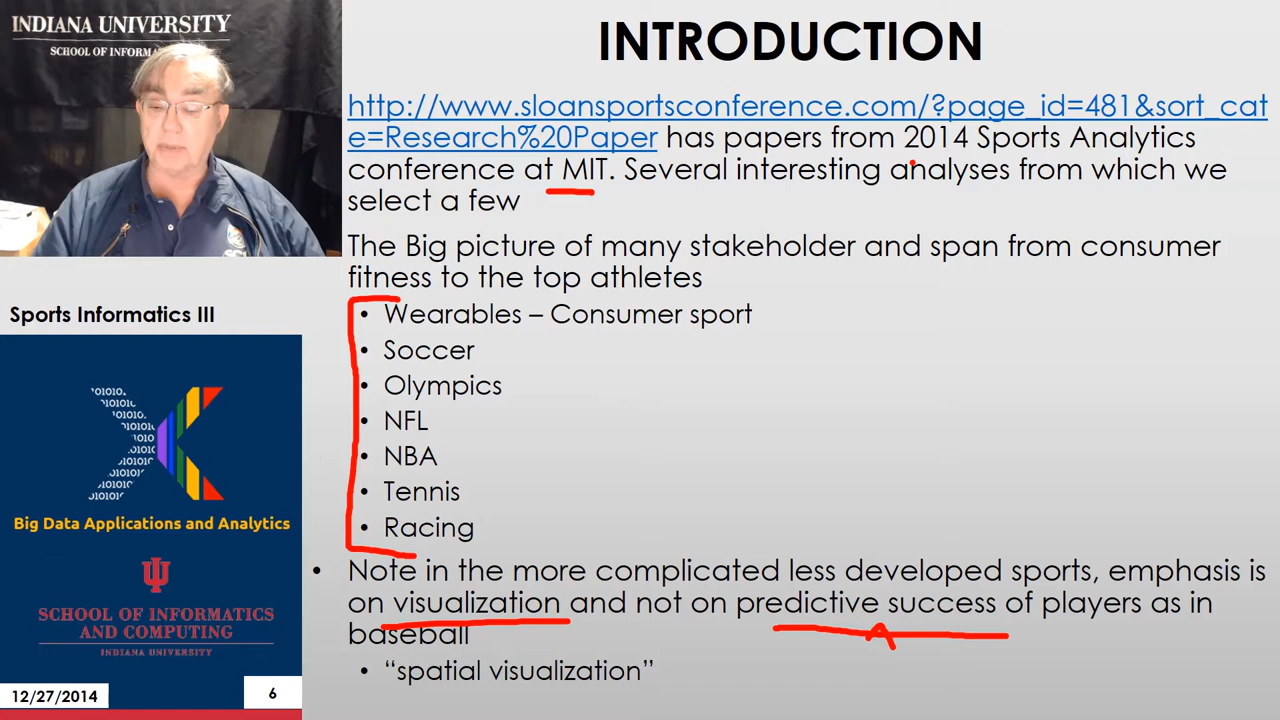 INDIANA UNIVERSITY
SCHOOL OF
INTRODUCTION
http://www.sloansportsconference.com/?page_id=481&sort_cat
e=Research%20Paper has papers from 2014 Sports Analytics
conference at MIT. Several interesting analyses from which we
select a few
The Big picture of many stakeholder and span from consumer
fitness to the top athletes
• Wearables – Consumer sport
• Soccer
• Olympics
• NFL
• NBA
• Tennis
• Racing
• Note in the more complicated less developed sports, emphasis is
on visualization and not on predictive success of players as in
baseball
• “spatial visualization”
Sports Informatics III
Big Data Applications and Analytics
SCHOOL OF INFORMATICS
AND COMPUTING
INDIANA UNIVERSITY
12/27/2014
6